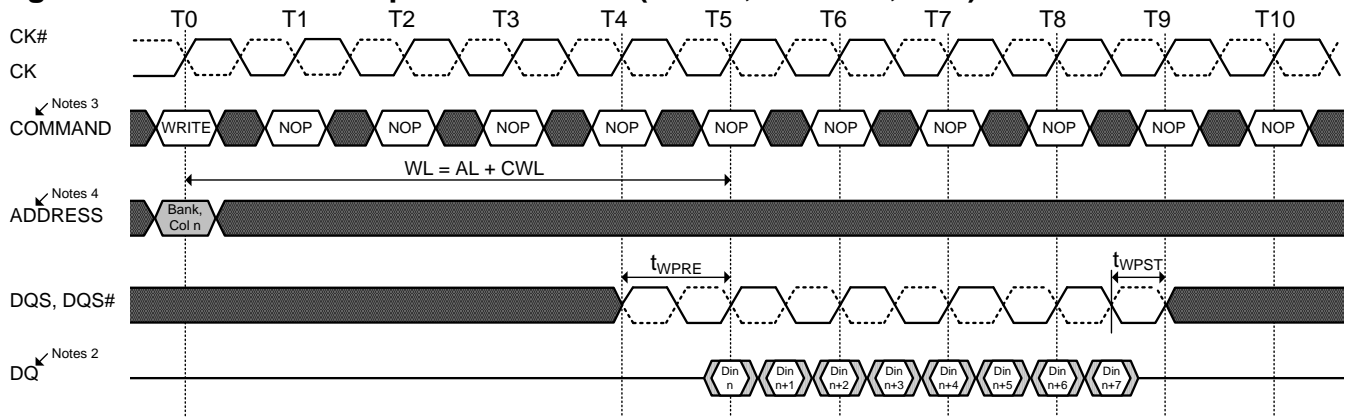 T0 T1 T2 T3 T4 T5 T6 T7 T8 T9 T10
CK#
CK
Notes 3
COMMAND WRITE NOP NOP NOP NOP NOP NOP NOP NOP NOP NOP
WL = AL + CWL
Notes 4
ADDRESS
Bank,
Col n
tWPRE tWPST
DQS, DQS#
Notes 2
DQ
Din Din Din Din Din Din Din Din
n n+1 n+2 n+3 n+4 n+5 n+6 n+7